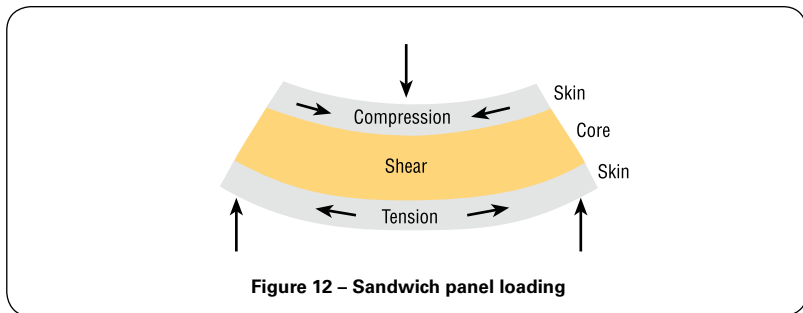 Skin
Compression
Core
Shear
Skin
Tension
Figure 12 – Sandwich panel loading